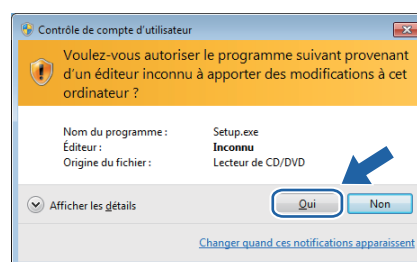 Contrôle de compte d'utilisateur
Voulez-vous autoriser le programme suivant provenant
d'un éditeur inconnu à apporter des modifications à cet
ordinateur ?
Nom du programme : Setup.exe
Éditeur : Inconnu
Origine du fichier : Lecteur de CD/DVD
Afficher les détails Oui Non
Changer quand ces notifications apparaissent